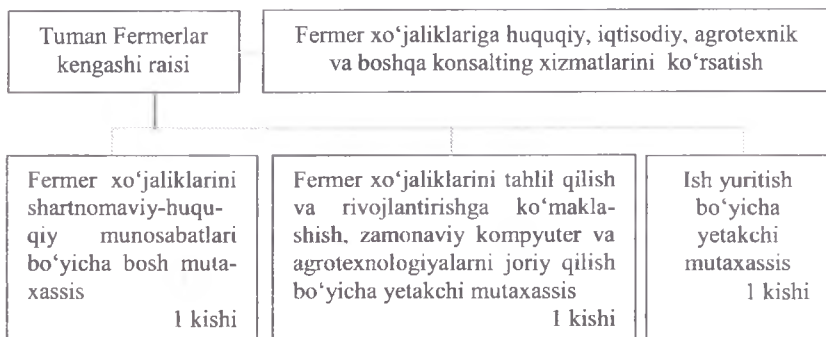 Tuman Fermerlar
kengashi raisi
Fermer xo‘jaliklariga huquqiy, iqtisodiy, agrotexnik
va boshqa konsalting xizmatlarini ko‘rsatish
Fermer xo‘jaliklarini
shartnomaviy-huqu-
qiy munosabatlari
bo‘yicha bosh muta-
xassis
1 kishi
Fermer xo‘jaliklarini tahlil qilish
va rivojlantirishga ko‘makla-
shish, zamonaviy kompyuter va
agrotexnologiyalarni joriy qilish
bo‘yicha yetakchi mutaxassis
1 kishi
Ish yuritish
bo‘yicha
yetakchi
mutaxassis
1 kishi